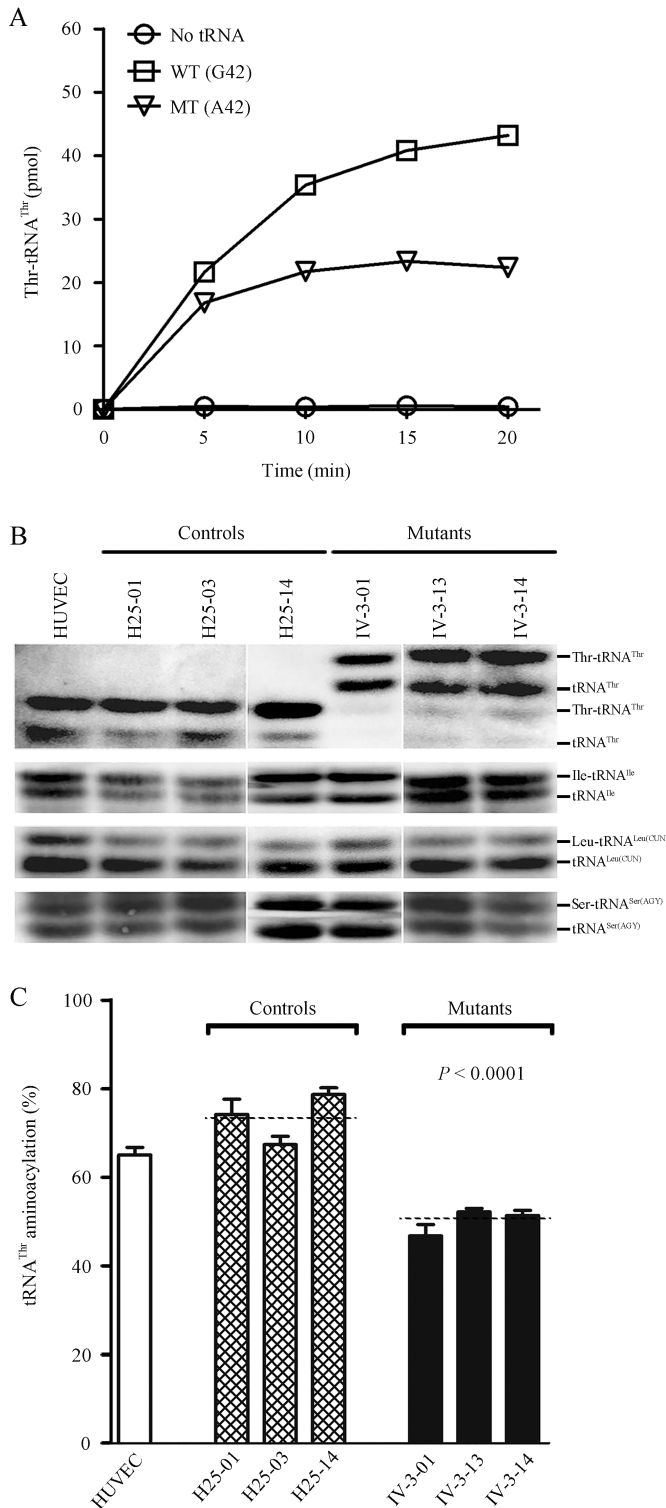 A
60
50
40
30
20
10
0
Thr-tRNAThr (pmol)
No tRNA
WT (G42)
MT (A42)
0 5 10 15 20
Time (min)
B
Controls Mutants
HUVEC H25-01 H25-03 H25-14 IV-3-01 IV-3-13 IV-3-14
Thr-tRNAThr
tRNAThr
Thr-tRNAThr
tRNAThr
Ile-tRNAIle
tRNAIle
Leu-tRNALeu(CUN
tRNALeu(CUN)
Ser-tRNASer(AGY)
tRNASer(AGY)
C
100
80
60
40
20
0
tRNAThr aminoacylation (%)
Controls Mutants
P < 0.0001
HUVEC H25-01 H25-03 H25-14 IV-3-01 IV-3-13 IV-3-14